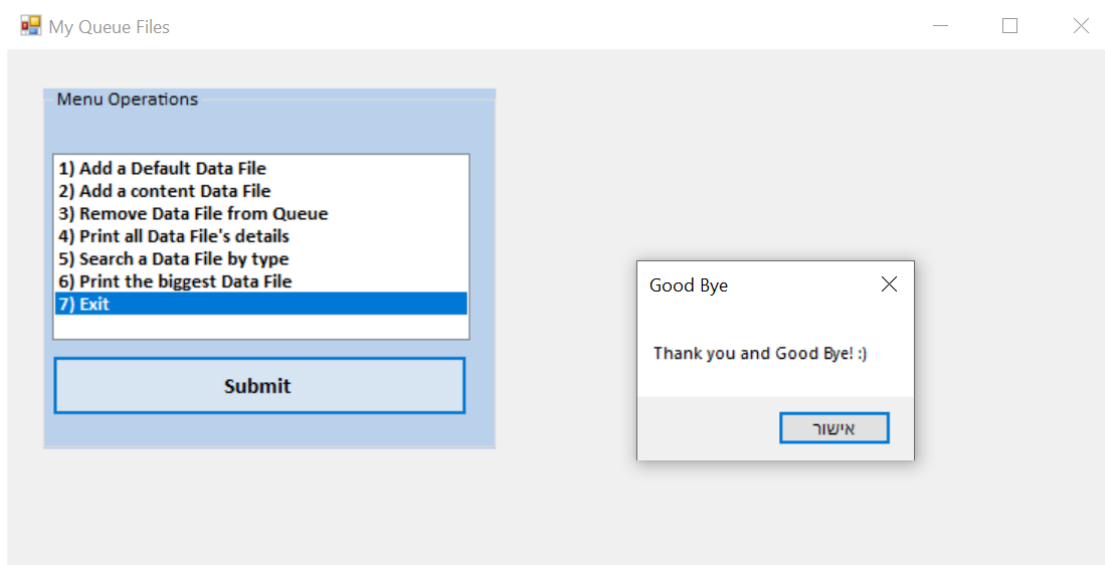 My Queue Files
Menu Operations
1) Add a Default Data File
2) Add a content Data File
3) Remove Data File from Queue
4) Print all Data File's details
5) Search a Data File by type
6) Print the biggest Data File
7) Exit
Submit
Good Bye
Thank you and Good Bye! :)
אישור